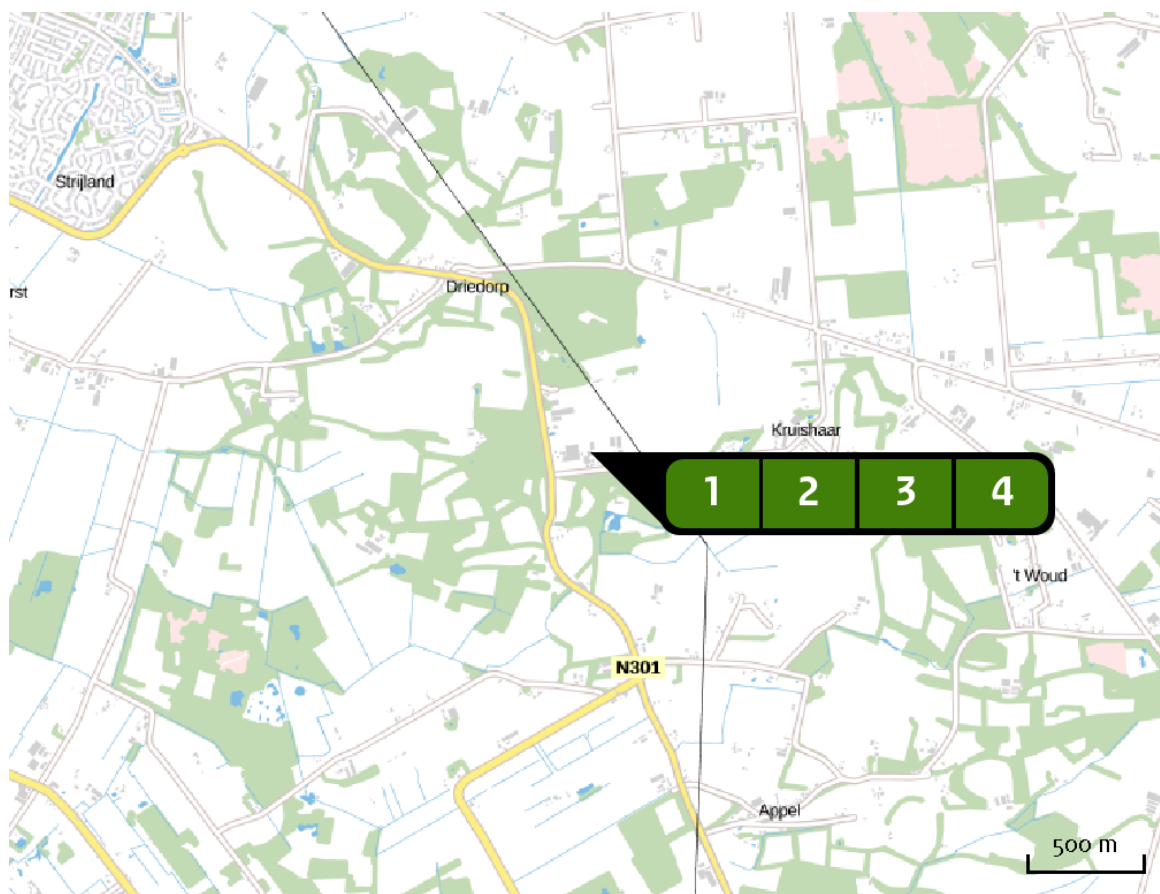 Strijland
rst
Driedorp
Kruishaar
1 2 3 4
't Woud
N301
Appel
500 m